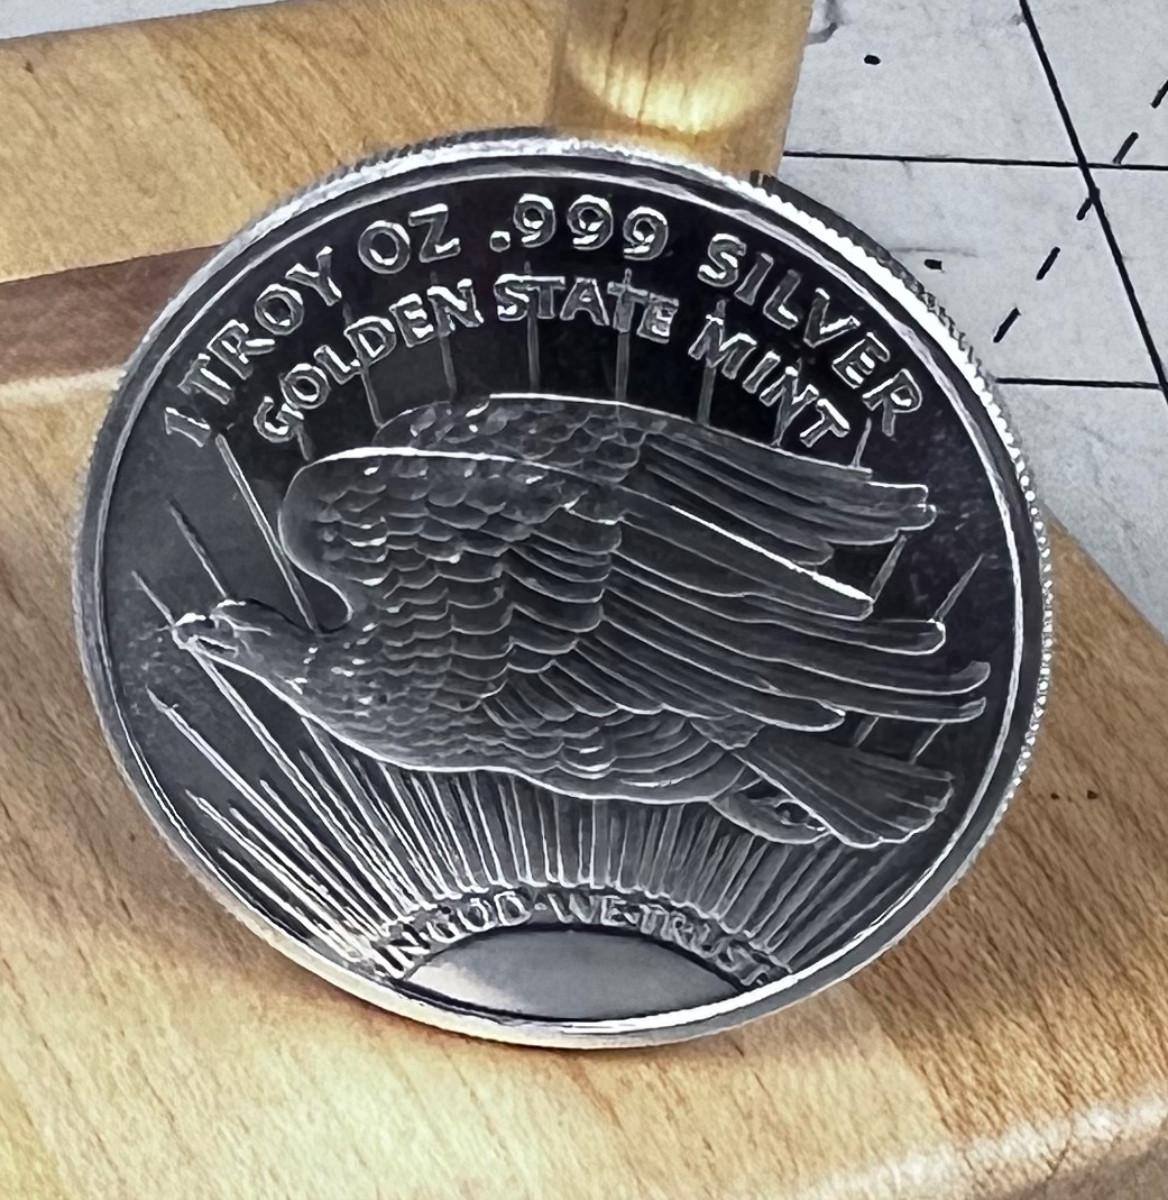 1 TROY OZ .999 SILVER
GOLDEN STATE MINT
IN·GOD·WE·TRUST